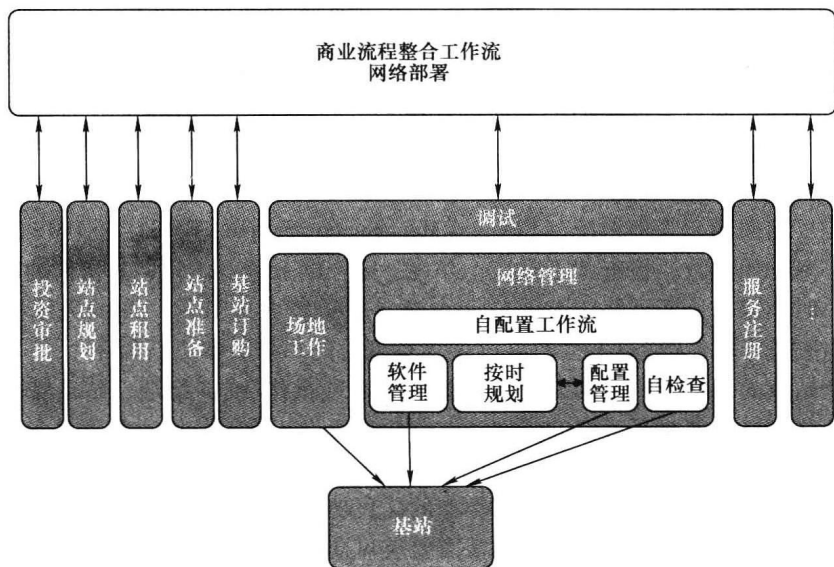 商业流程整合工作流
网络部署
投资审批
站点规划
站点租用
站点准备
基站订购
调试
服务注册
…
场地
工作
网络管理
自配置工作流
软件
管理
按时
规划
配置
管理
自检查
基站